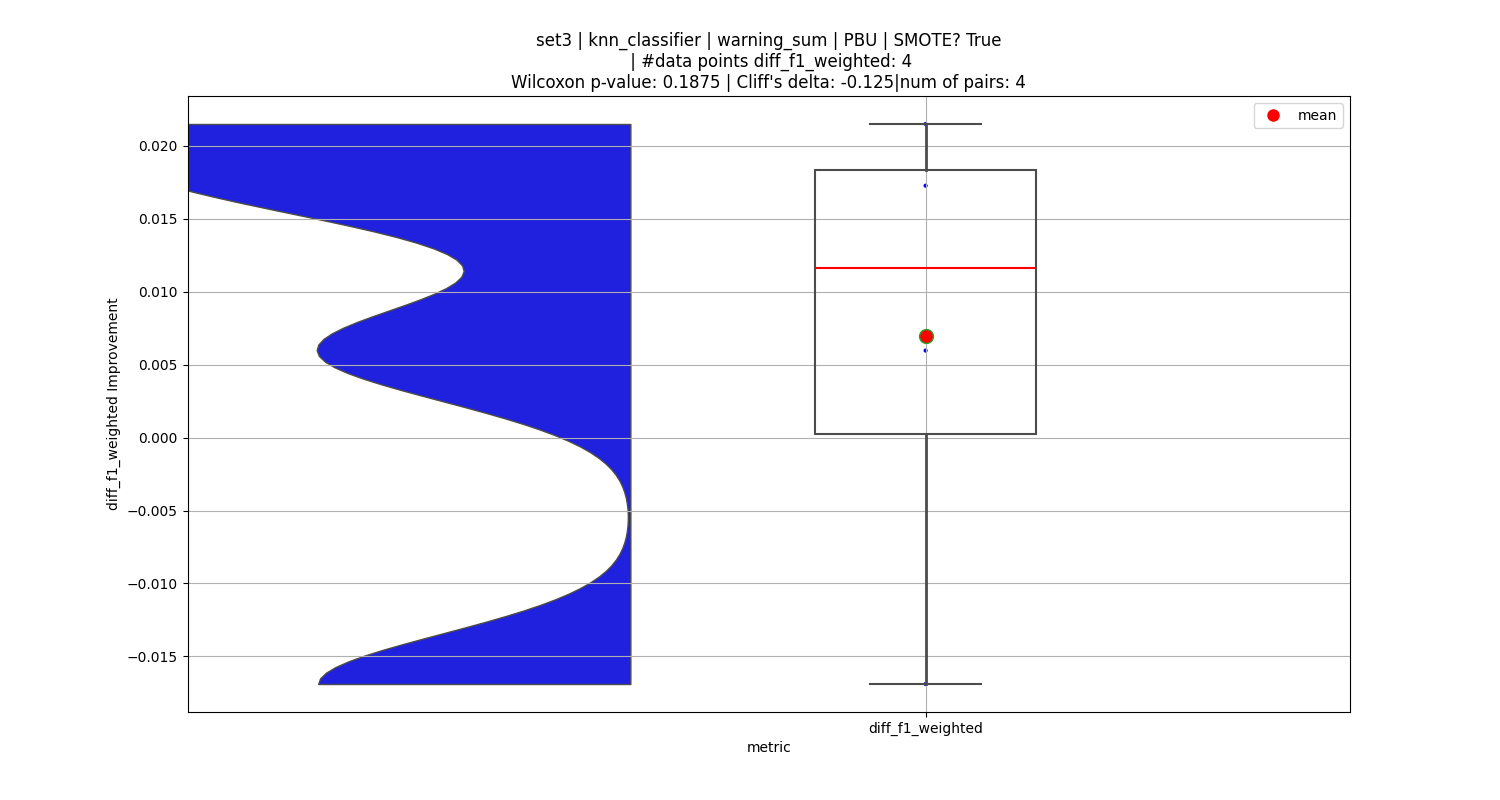 set3 | knn_classifier | warning_sum | PBU | SMOTE? True
| #data points diff_f1_weighted: 4
Wilcoxon p-value: 0.1875 | Cliff's delta: -0.125|num of pairs: 4
mean
0.020
0.015
0.010
0.005
0.000
−0.005
−0.010
−0.015
diff_f1_weighted Improvement
diff_f1_weighted
metric